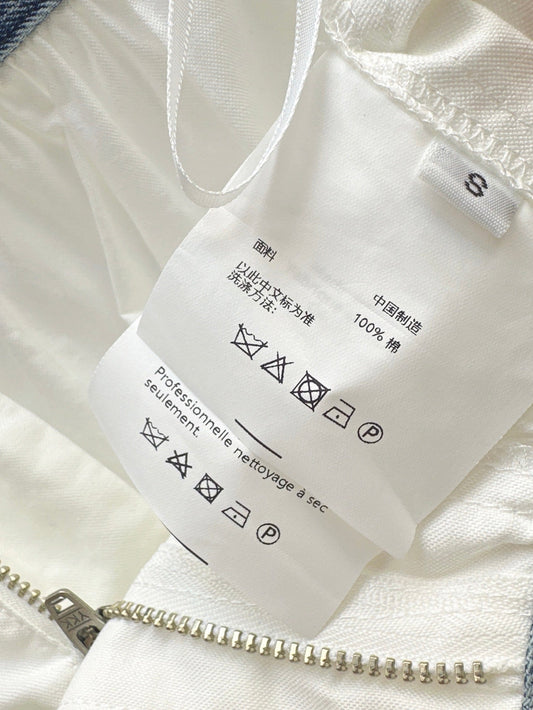 S
面料
中国制造
100% 棉
以此中文标为准
洗涤方法:
P
Professionnelle nettoyage à sec
seulement.
P
YKK